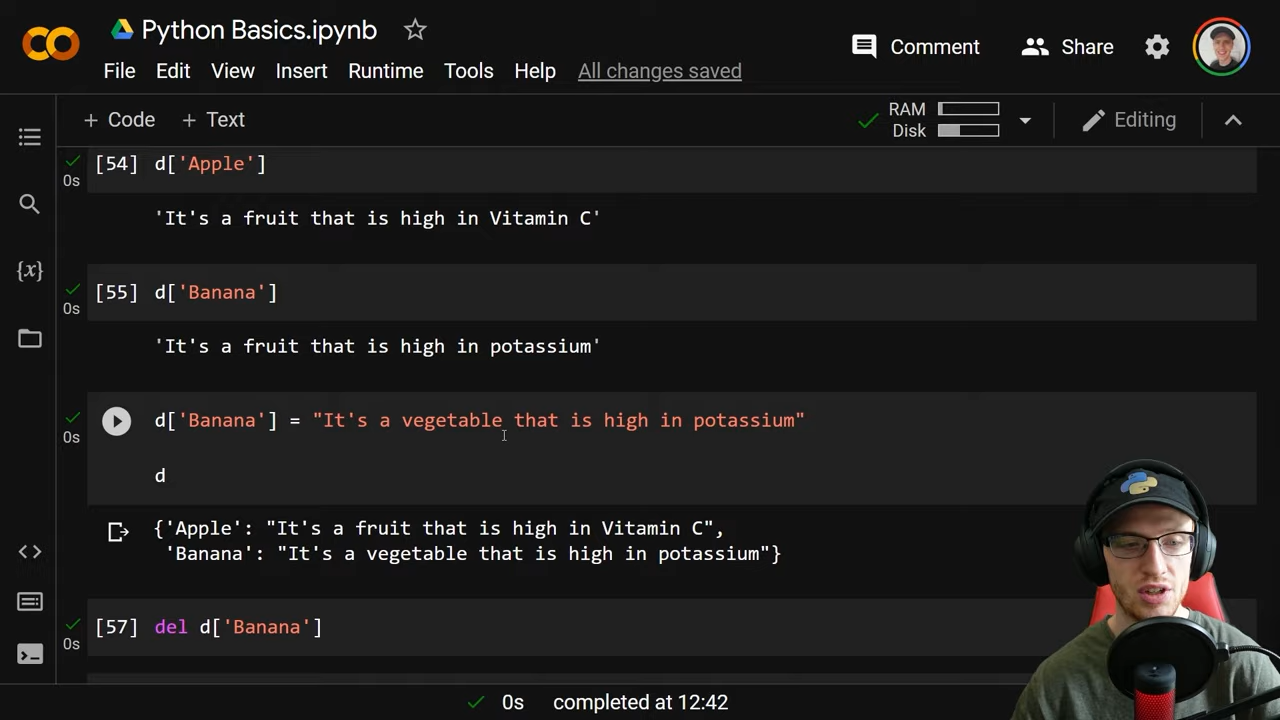 Python Basics.ipynb
Comment
Share
File Edit View Insert Runtime Tools Help All changes saved
+ Code + Text
RAM
Disk
Editing
[54] d['Apple']
0s
'It's a fruit that is high in Vitamin C'
[55] d['Banana']
0s
'It's a fruit that is high in potassium'
d['Banana'] = "It's a vegetable that is high in potassium"
0s
d
{'Apple': "It's a fruit that is high in Vitamin C",
'Banana': "It's a vegetable that is high in potassium"}
[57] del d['Banana']
0s
0s completed at 12:42